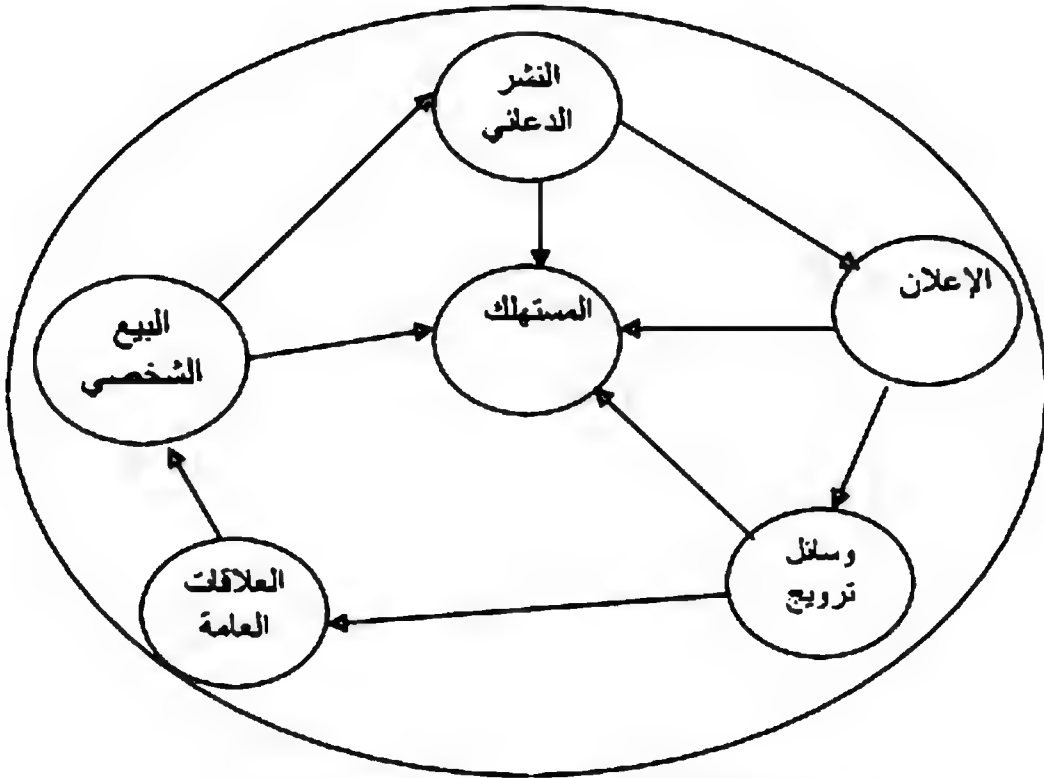 النشر
الدعائي
الإعلان
المستهلك
البيع
الشخصي
وسائل
ترويج
العلاقات
العامة